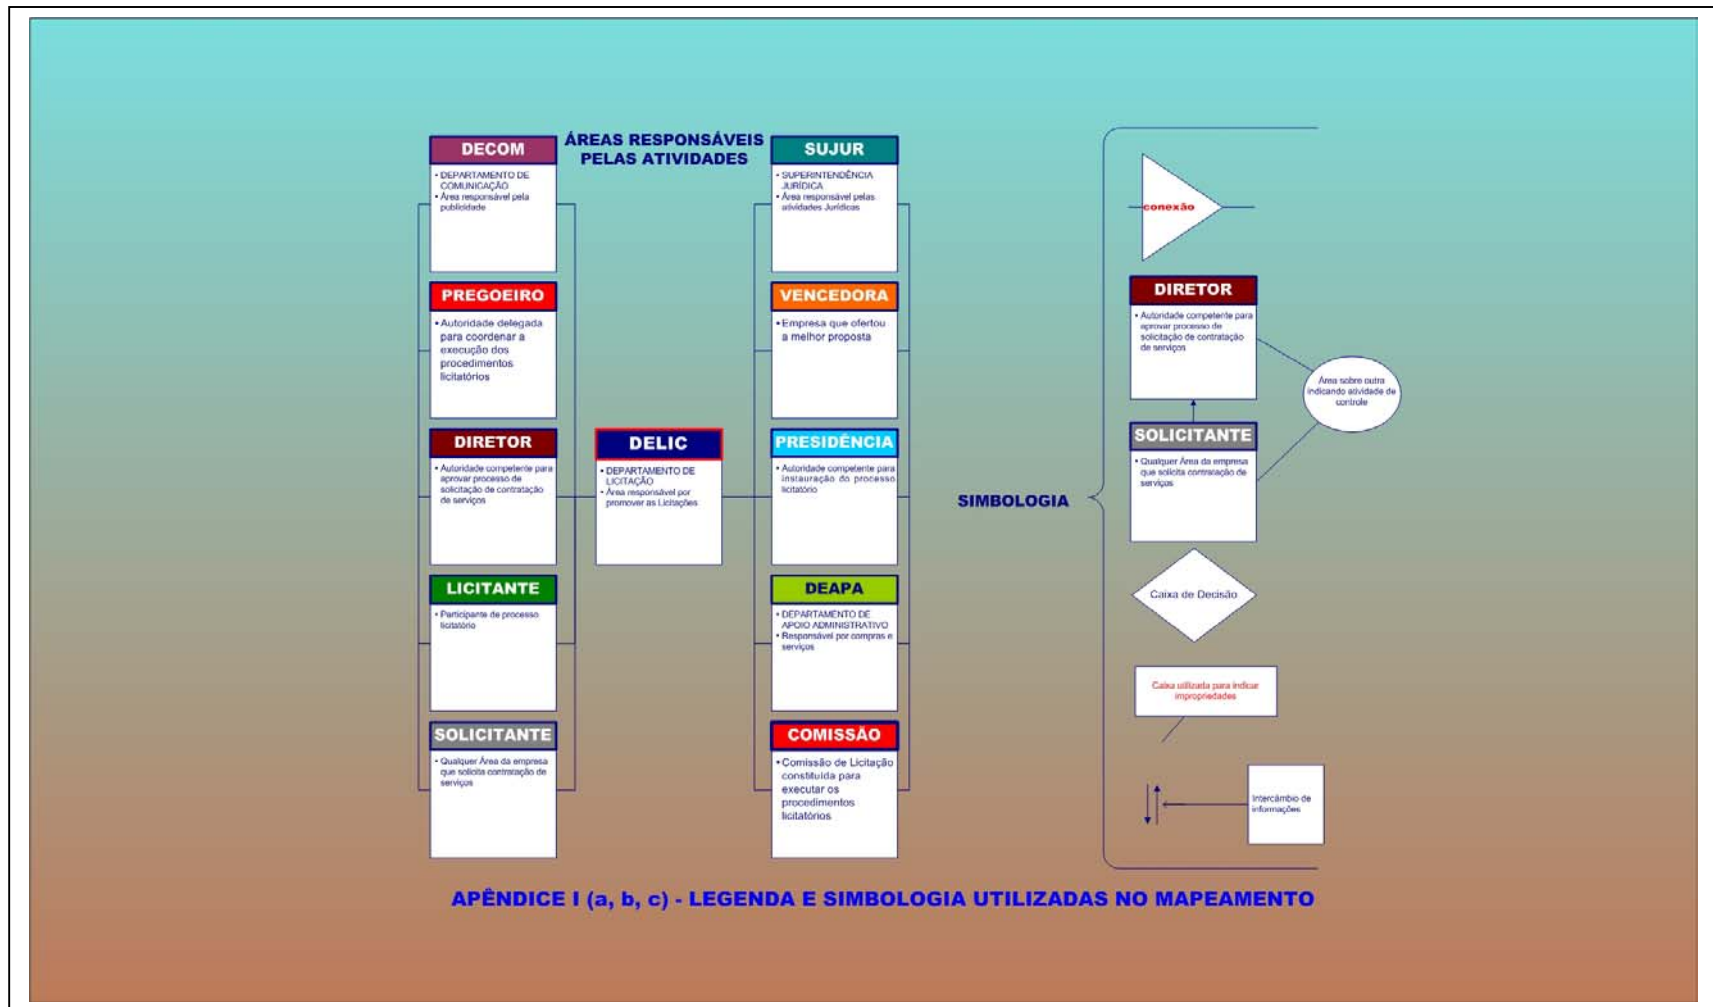 ÁREAS RESPONSÁVEIS
PELAS ATIVIDADES
DECOM
• DEPARTAMENTO DE
COMUNICAÇÃO
• Área responsável pela
publicidade
PREGOEIRO
• Autoridade delegada
para coordenar a
execução dos
procedimentos
licitatórios
DIRETOR
• Autoridade competente para
aprovar processo de
solicitação de contratação
de serviços
LICITANTE
• Participante de processo
licitatório
SOLICITANTE
• Qualquer Área da empresa
que solicita contratação de
serviços
DELIC
• DEPARTAMENTO DE
LICITAÇÃO
• Área responsável por
promover as Licitações
SUJUR
• SUPERINTENDÊNCIA
JURÍDICA
• Área responsável pelas
atividades Jurídicas
VENCEDORA
• Empresa que ofertou
a melhor proposta
PRESIDÊNCIA
• Autoridade competente para
instauração do processo
licitatório
DEAPA
• DEPARTAMENTO DE
APOIO ADMINISTRATIVO
• Responsável por compras e
serviços
COMISSÃO
• Comissão de Licitação
constituída para
executar os
procedimentos
licitatórios
SIMBOLOGIA
conexão
DIRETOR
• Autoridade competente para
aprovar processo de
solicitação de contratação
de serviços
Área sobre outra
indicando atividade de
controle
SOLICITANTE
• Qualquer Área da empresa
que solicita contratação de
serviços
Caixa de Decisão
Caixa utilizada para indicar
impropriedades
Intercâmbio de
informações
APÊNDICE I (a, b, c) - LEGENDA E SIMBOLOGIA UTILIZADAS NO MAPEAMENTO